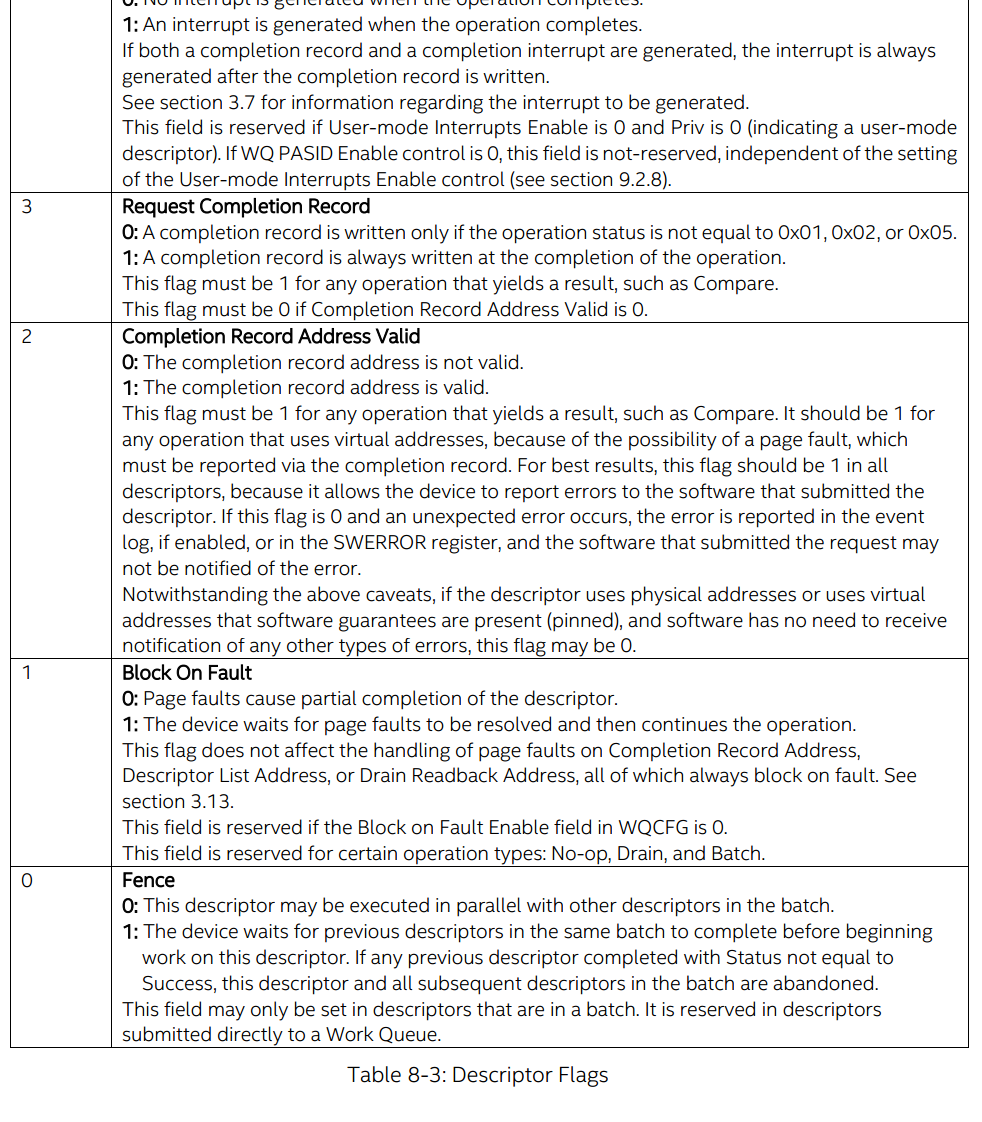 0: No interrupt is generated when the operation completes.
1: An interrupt is generated when the operation completes.
If both a completion record and a completion interrupt are generated, the interrupt is always
generated after the completion record is written.
See section 3.7 for information regarding the interrupt to be generated.
This field is reserved if User-mode Interrupts Enable is 0 and Priv is 0 (indicating a user-mode
descriptor). If WQ PASID Enable control is 0, this field is not-reserved, independent of the setting
of the User-mode Interrupts Enable control (see section 9.2.8).
3 Request Completion Record
0: A completion record is written only if the operation status is not equal to 0x01, 0x02, or 0x05.
1: A completion record is always written at the completion of the operation.
This flag must be 1 for any operation that yields a result, such as Compare.
This flag must be 0 if Completion Record Address Valid is 0.
2 Completion Record Address Valid
0: The completion record address is not valid.
1: The completion record address is valid.
This flag must be 1 for any operation that yields a result, such as Compare. It should be 1 for
any operation that uses virtual addresses, because of the possibility of a page fault, which
must be reported via the completion record. For best results, this flag should be 1 in all
descriptors, because it allows the device to report errors to the software that submitted the
descriptor. If this flag is 0 and an unexpected error occurs, the error is reported in the event
log, if enabled, or in the SWERROR register, and the software that submitted the request may
not be notified of the error.
Notwithstanding the above caveats, if the descriptor uses physical addresses or uses virtual
addresses that software guarantees are present (pinned), and software has no need to receive
notification of any other types of errors, this flag may be 0.
1 Block On Fault
0: Page faults cause partial completion of the descriptor.
1: The device waits for page faults to be resolved and then continues the operation.
This flag does not affect the handling of page faults on Completion Record Address,
Descriptor List Address, or Drain Readback Address, all of which always block on fault. See
section 3.13.
This field is reserved if the Block on Fault Enable field in WQCFG is 0.
This field is reserved for certain operation types: No-op, Drain, and Batch.
0 Fence
0: This descriptor may be executed in parallel with other descriptors in the batch.
1: The device waits for previous descriptors in the same batch to complete before beginning
work on this descriptor. If any previous descriptor completed with Status not equal to
Success, this descriptor and all subsequent descriptors in the batch are abandoned.
This field may only be set in descriptors that are in a batch. It is reserved in descriptors
submitted directly to a Work Queue.
Table 8-3: Descriptor Flags